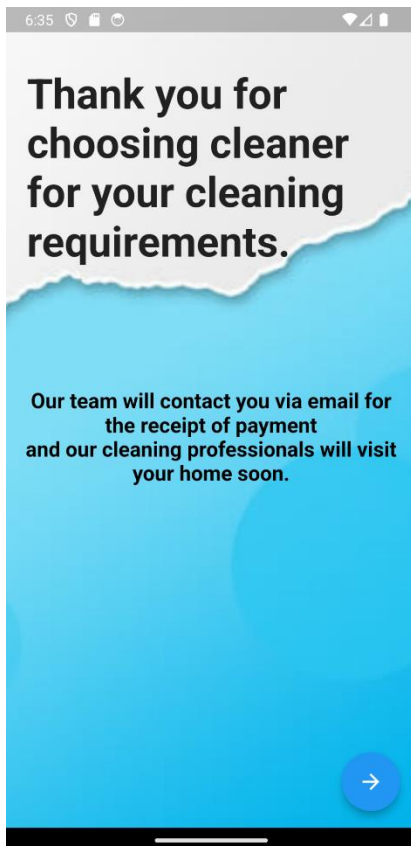 6:35
Thank you for
choosing cleaner
for your cleaning
requirements.
Our team will contact you via email for
the receipt of payment
and our cleaning professionals will visit
your home soon.